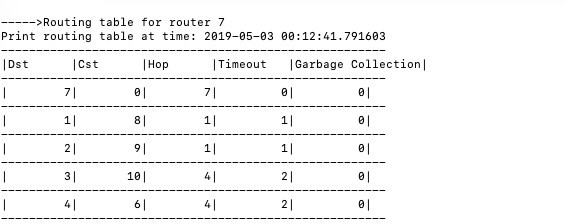 ----->Routing table for router 7
Print routing table at time: 2019-05-03 00:12:41.791603
|Dst |Cst |Hop |Timeout |Garbage Collection|
| 7| 0| 7| 0| 0|
| 1| 8| 1| 1| 0|
| 2| 9| 1| 1| 0|
| 3| 10| 4| 2| 0|
| 4| 6| 4| 2| 0|